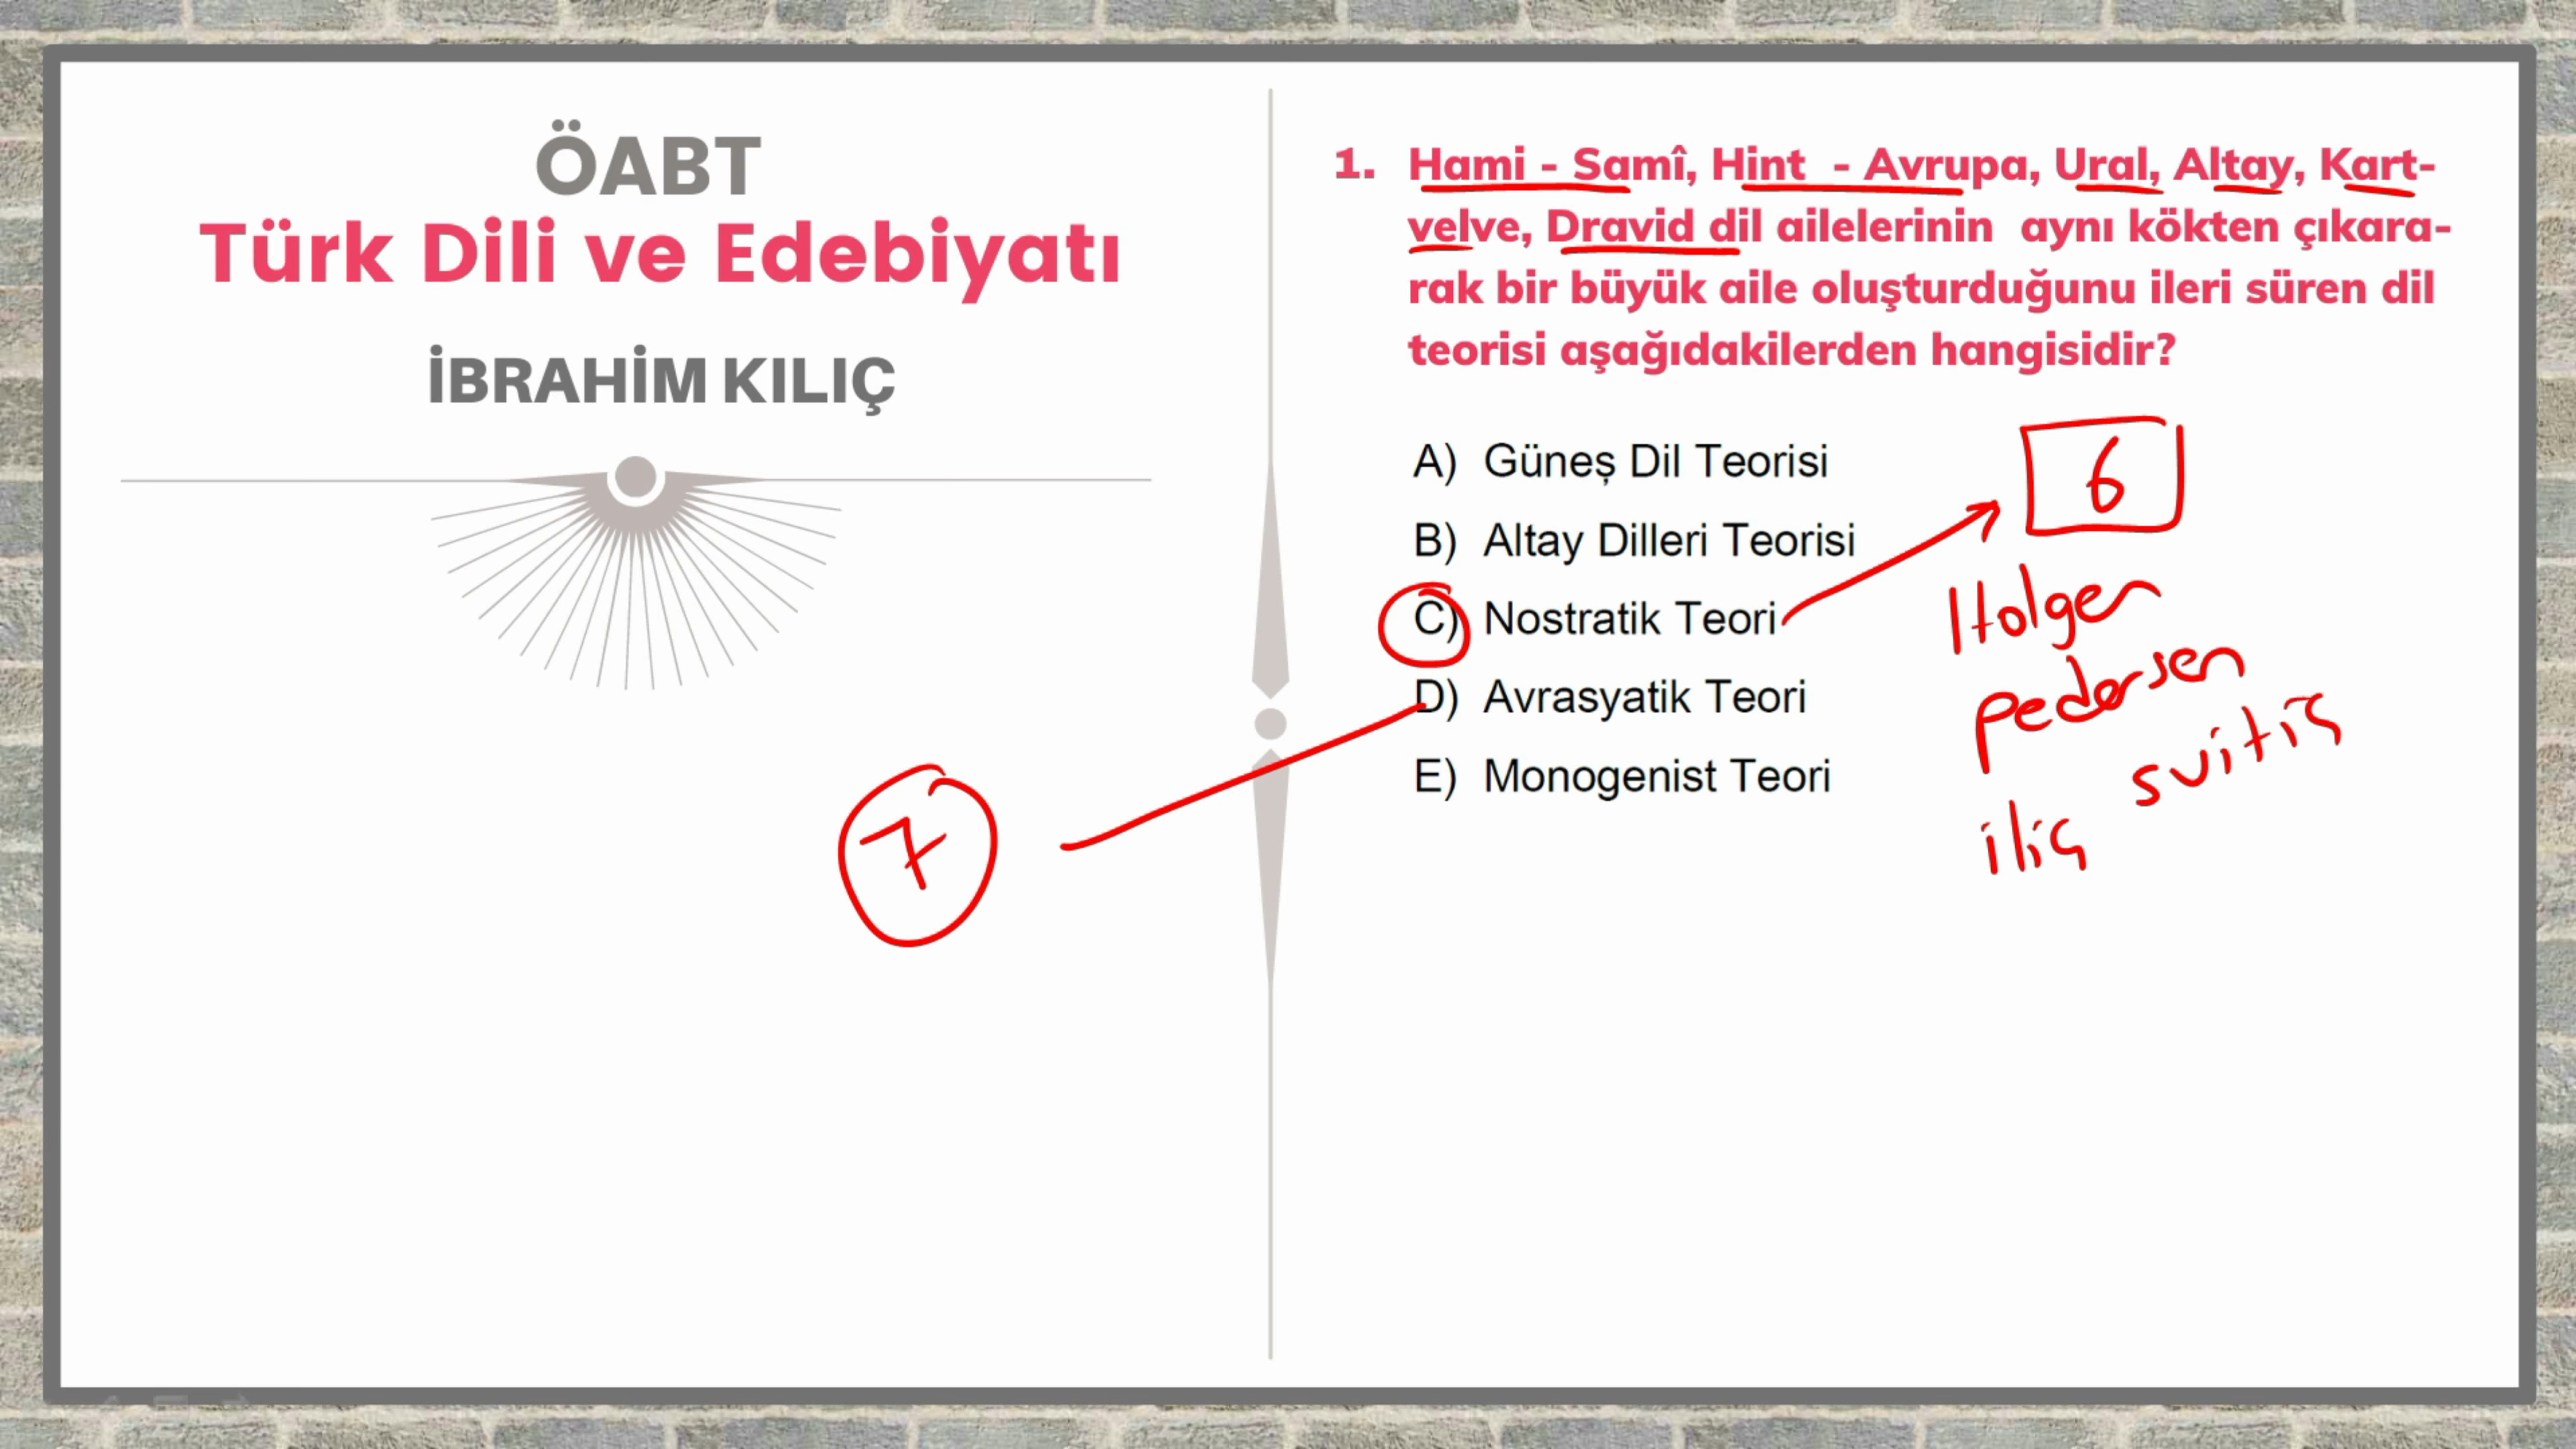 ÖABT
Türk Dili ve Edebiyatı
İBRAHİM KILIÇ
1. Hami - Samî, Hint - Avrupa, Ural, Altay, Kart-
velve, Dravid dil ailelerinin aynı kökten çıkara-
rak bir büyük aile oluşturduğunu ileri süren dil
teorisi aşağıdakilerden hangisidir?
A) Güneş Dil Teorisi
B) Altay Dilleri Teorisi
C) Nostratik Teori
D) Avrasyatik Teori
E) Monogenist Teori
6
Holger
pedersen
iliç svitiç
7